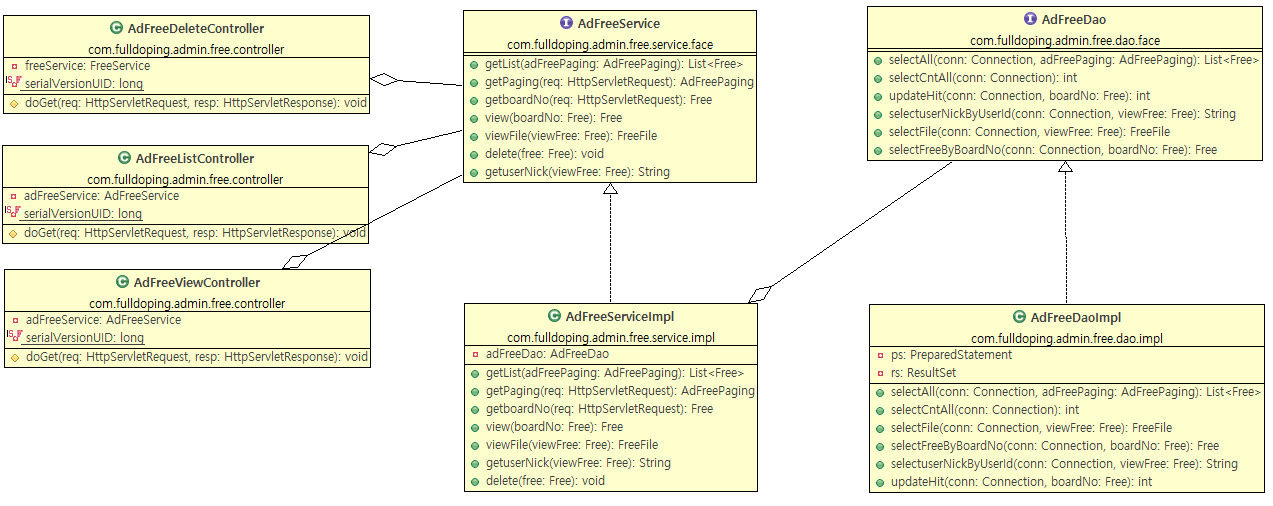 AdFreeDeleteController
com.fulldoping.admin.free.controller
freeService: FreeService
serialVersionUID: long
doGet(req: HttpServletRequest, resp: HttpServletResponse): void
AdFreeListController
com.fulldoping.admin.free.controller
adFreeService: AdFreeService
serialVersionUID: long
doGet(req: HttpServletRequest, resp: HttpServletResponse): void
AdFreeViewController
com.fulldoping.admin.free.controller
adFreeService: AdFreeService
serialVersionUID: long
doGet(req: HttpServletRequest, resp: HttpServletResponse): void
AdFreeService
com.fulldoping.admin.free.service.face
getList(adFreePaging: AdFreePaging): List<Free>
getPaging(req: HttpServletRequest): AdFreePaging
getboardNo(req: HttpServletRequest): Free
view(boardNo: Free): Free
viewFile(viewFree: Free): FreeFile
delete(free: Free): void
getuserNick(viewFree: Free): String
AdFreeServiceImpl
com.fulldoping.admin.free.service.impl
adFreeDao: AdFreeDao
getList(adFreePaging: AdFreePaging): List<Free>
getPaging(req: HttpServletRequest): AdFreePaging
getboardNo(req: HttpServletRequest): Free
view(boardNo: Free): Free
viewFile(viewFree: Free): FreeFile
getuserNick(viewFree: Free): String
delete(free: Free): void
AdFreeDao
com.fulldoping.admin.free.dao.face
selectAll(conn: Connection, adFreePaging: AdFreePaging): List<Free>
selectCntAll(conn: Connection): int
updateHit(conn: Connection, boardNo: Free): int
selectuserNickByUserId(conn: Connection, viewFree: Free): String
selectFile(conn: Connection, viewFree: Free): FreeFile
selectFreeByBoardNo(conn: Connection, boardNo: Free): Free
AdFreeDaoImpl
com.fulldoping.admin.free.dao.impl
ps: PreparedStatement
rs: ResultSet
selectAll(conn: Connection, adFreePaging: AdFreePaging): List<Free>
selectCntAll(conn: Connection): int
selectFile(conn: Connection, viewFree: Free): FreeFile
selectFreeByBoardNo(conn: Connection, boardNo: Free): Free
selectuserNickByUserId(conn: Connection, viewFree: Free): String
updateHit(conn: Connection, boardNo: Free): int